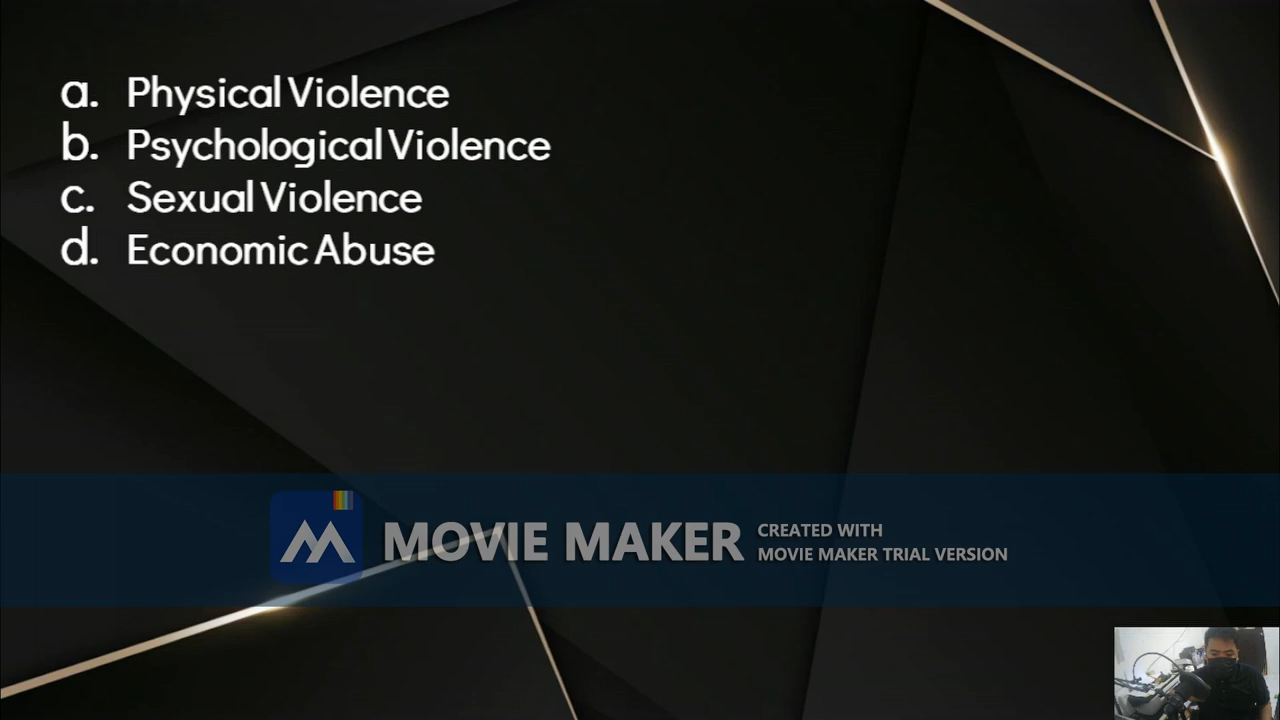 a. Physical Violence
b. Psychological Violence
c. Sexual Violence
d. Economic Abuse
MOVIE MAKER
CREATED WITH
MOVIE MAKER TRIAL VERSION